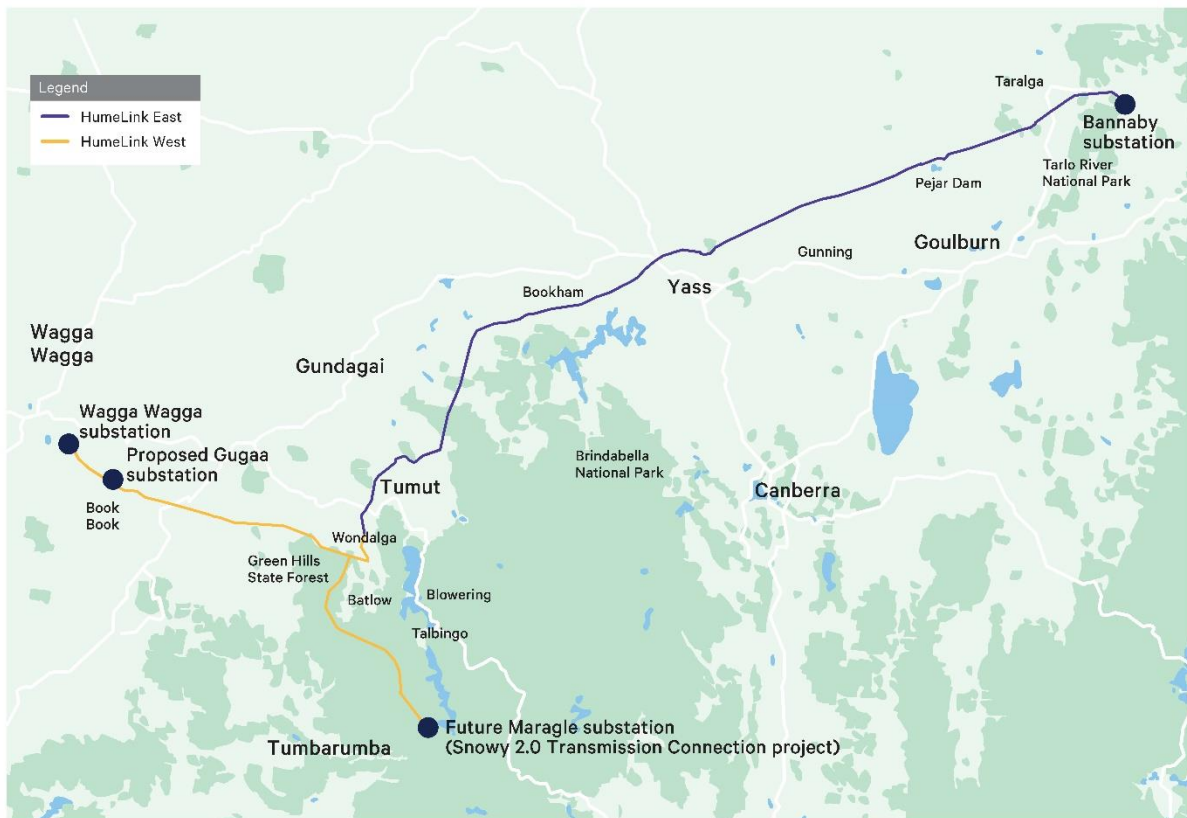 Legend
HumeLink East
HumeLink West
Taralga
Bannaby
substation
Tarlo River
National Park
Pejar Dam
Goulburn
Gunning
Yass
Bookham
Wagga
Wagga
Gundagai
Wagga Wagga
substation
Proposed Gugaa
substation
Book
Book
Brindabella
National Park
Canberra
Tumut
Wondalga
Green Hills
State Forest
Batlow
Blowering
Talbingo
Future Maragle substation
(Snowy 2.0 Transmission Connection project)
Tumbarumba